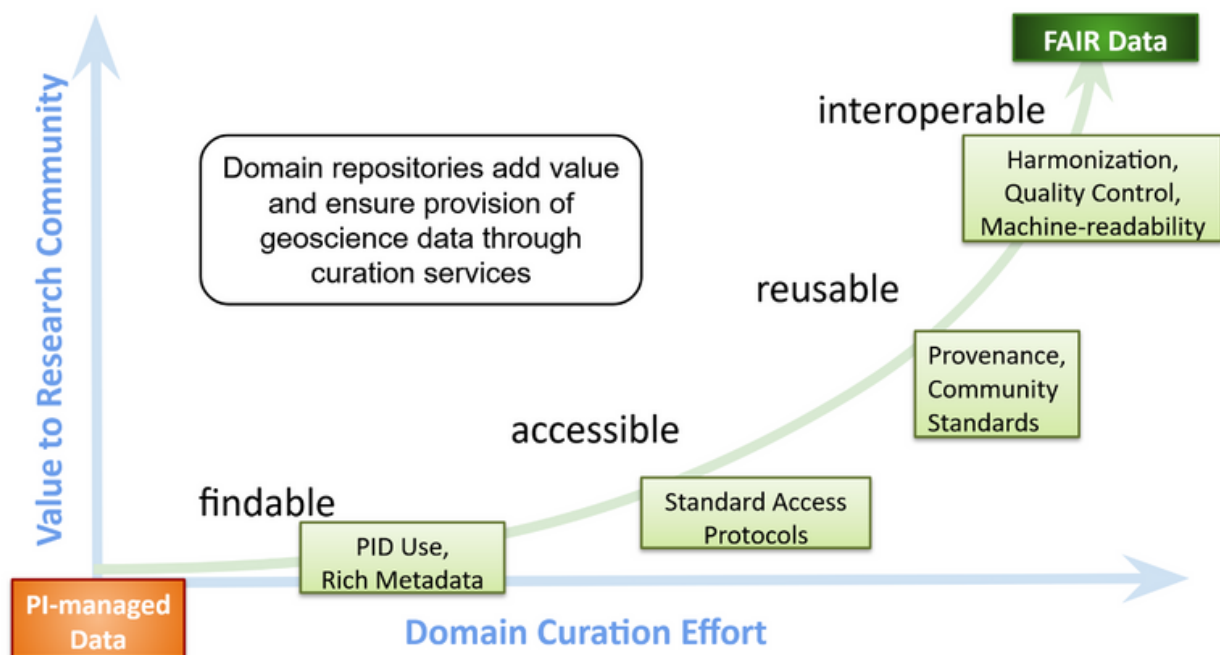 FAIR Data
interoperable
Harmonization,
Quality Control,
Machine-readability
Domain repositories add value
and ensure provision of
geoscience data through
curation services
reusable
Provenance,
Community
Standards
accessible
Standard Access
Protocols
findable
PID Use,
Rich Metadata
Value to Research Community
PI-managed
Data
Domain Curation Effort